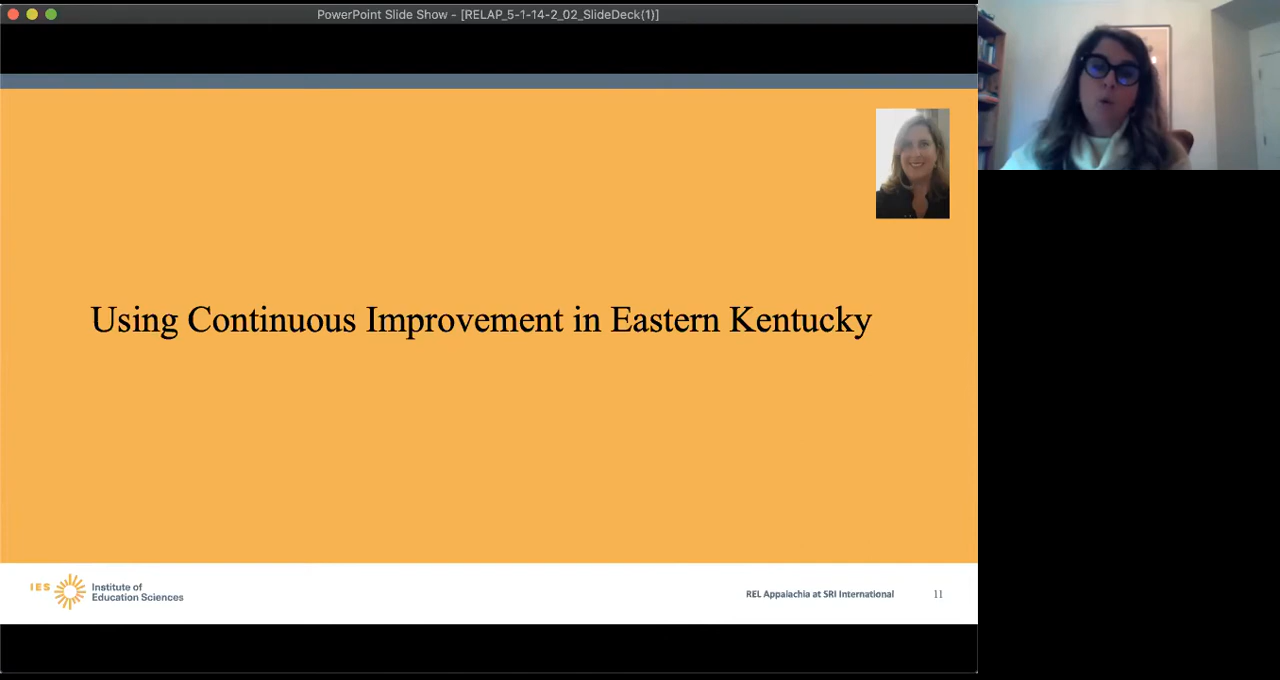 PowerPoint Slide Show - [RELAP_5-1-14-2_02_SlideDeck(1)]
Using Continuous Improvement in Eastern Kentucky
IES
Institute of
Education Sciences
REL Appalachia at SRI International
11